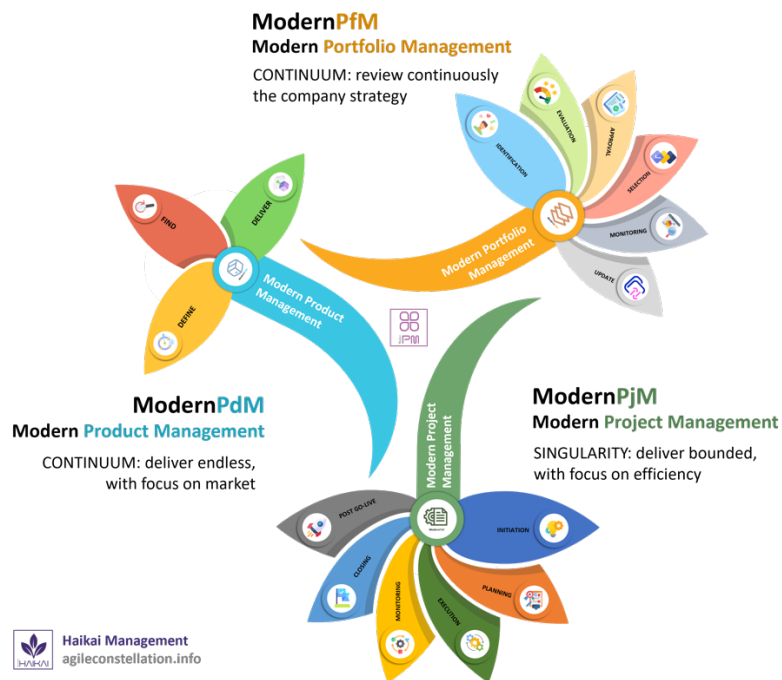 ModernPfM
Modern Portfolio Management
CONTINUUM: review continuously
the company strategy
IDENTIFICATION
EVALUATION
APPROVAL
SELECTION
MONITORING
UPDATE
Modern Portfolio
Management
FIND
DELIVER
DEFINE
Modern Product
Management
PM
ModernPdM
Modern Product Management
CONTINUUM: deliver endless,
with focus on market
ModernPjM
Modern Project Management
SINGULARITY: deliver bounded,
with focus on efficiency
Modern Project
Management
POST GO-LIVE
CLOSING
MONITORING
EXECUTION
PLANNING
INITIATION
HAIKAI
Haikai Management
agileconstellation.info